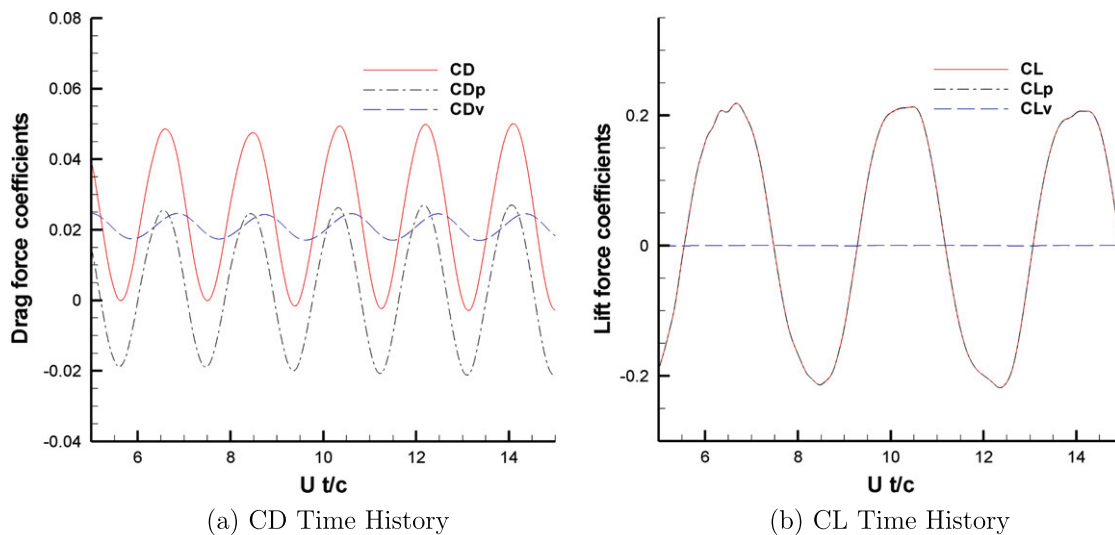 0.08
0.06
0.04
0.02
0
-0.02
-0.04
Drag force coefficients
CD
CDp
CDv
6 8 10 12 14
U t/c
(a) CD Time History
0.2
0
-0.2
Lift force coefficients
CL
CLp
CLv
6 8 10 12 14
U t/c
(b) CL Time History